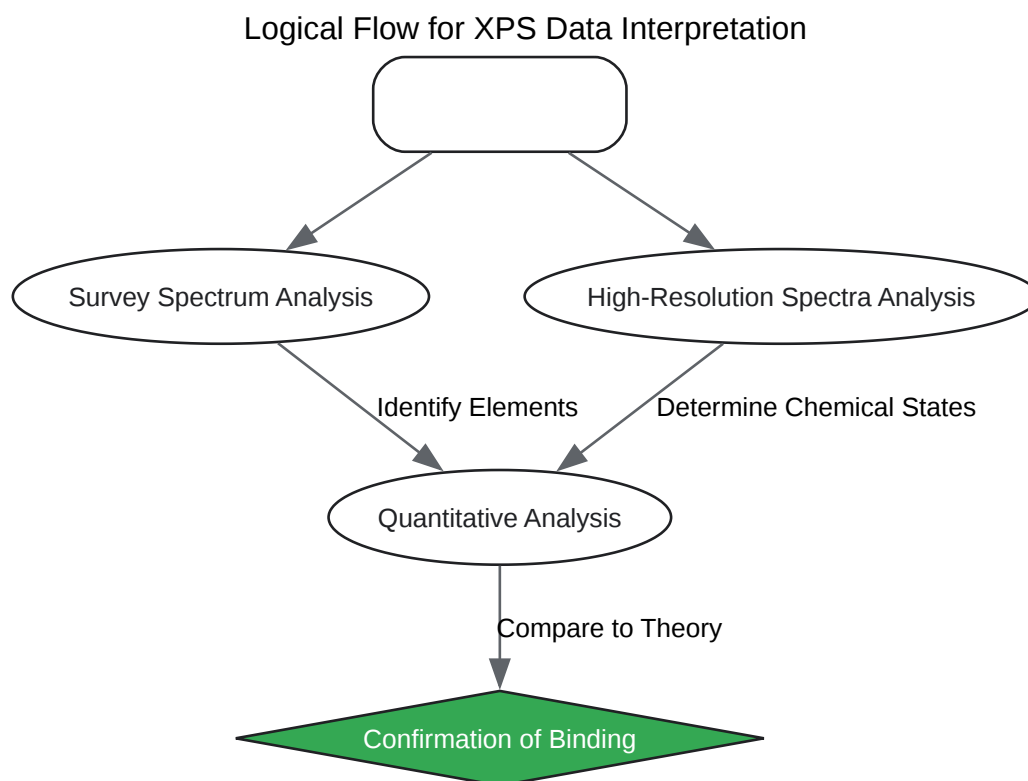 Logical Flow for XPS Data Interpretation
Survey Spectrum Analysis
High-Resolution Spectra Analysis
Identify Elements
Determine Chemical States
Quantitative Analysis
Compare to Theory
Confirmation of Binding